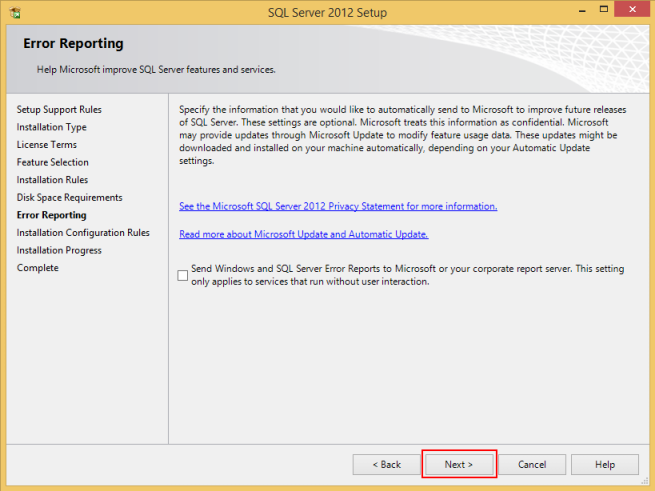 SQL Server 2012 Setup
Error Reporting
Help Microsoft improve SQL Server features and services.
Setup Support Rules
Installation Type
License Terms
Feature Selection
Installation Rules
Disk Space Requirements
Error Reporting
Installation Configuration Rules
Installation Progress
Complete
Specify the information that you would like to automatically send to Microsoft to improve future releases
of SQL Server. These settings are optional. Microsoft treats this information as confidential. Microsoft
may provide updates through Microsoft Update to modify feature usage data. These updates might be
downloaded and installed on your machine automatically, depending on your Automatic Update
settings.
See the Microsoft SQL Server 2012 Privacy Statement for more information.
Read more about Microsoft Update and Automatic Update.
Send Windows and SQL Server Error Reports to Microsoft or your corporate report server. This setting
only applies to services that run without user interaction.
< Back
Next >
Cancel
Help